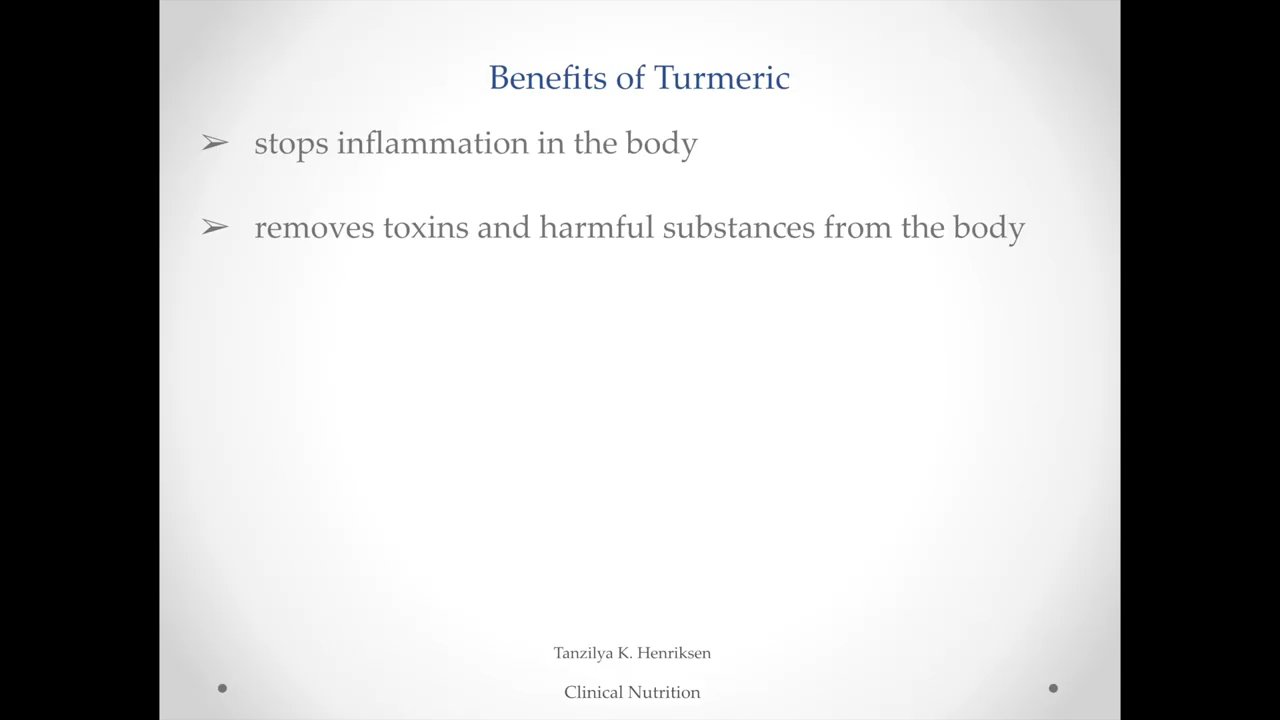 Benefits of Turmeric
➢ stops inflammation in the body
➢ removes toxins and harmful substances from the body
Tanzilya K. Henriksen
Clinical Nutrition